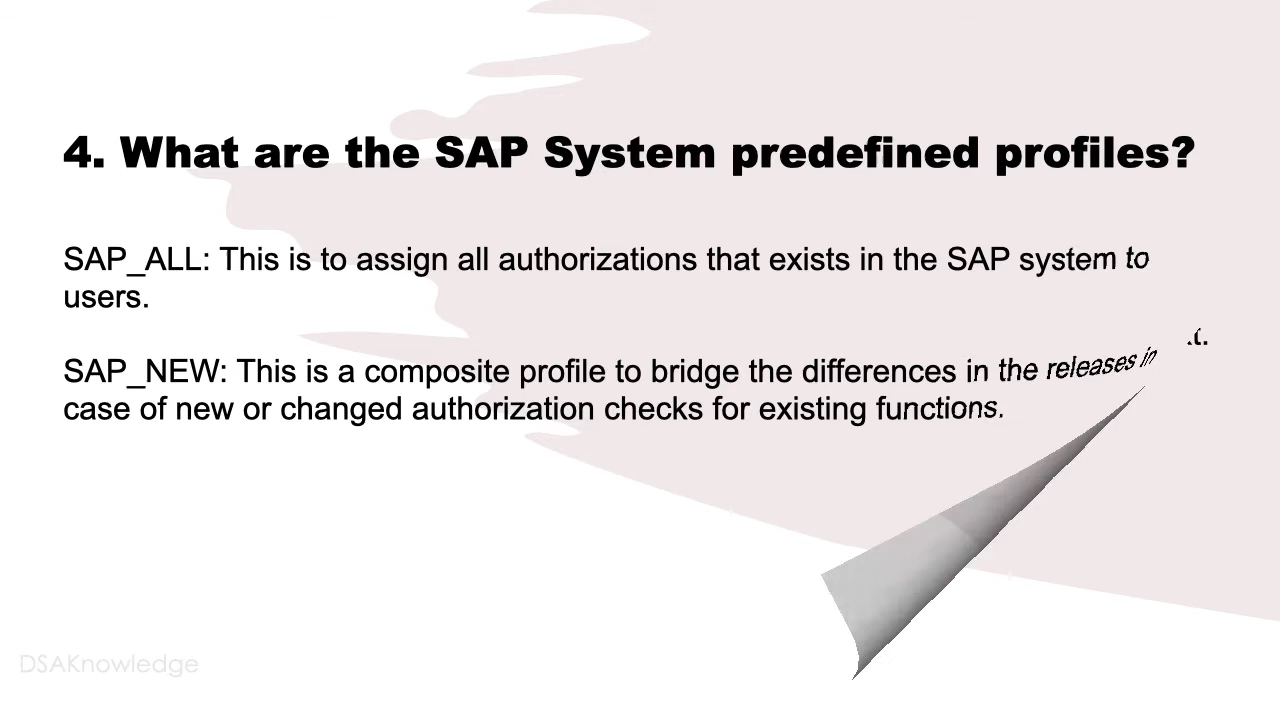 4. What are the SAP System predefined profiles?
SAP_ALL: This is to assign all authorizations that exists in the SAP system to
users.
SAP_NEW: This is a composite profile to bridge the differences in the releases in
case of new or changed authorization checks for existing functions.
DSAKnowledge